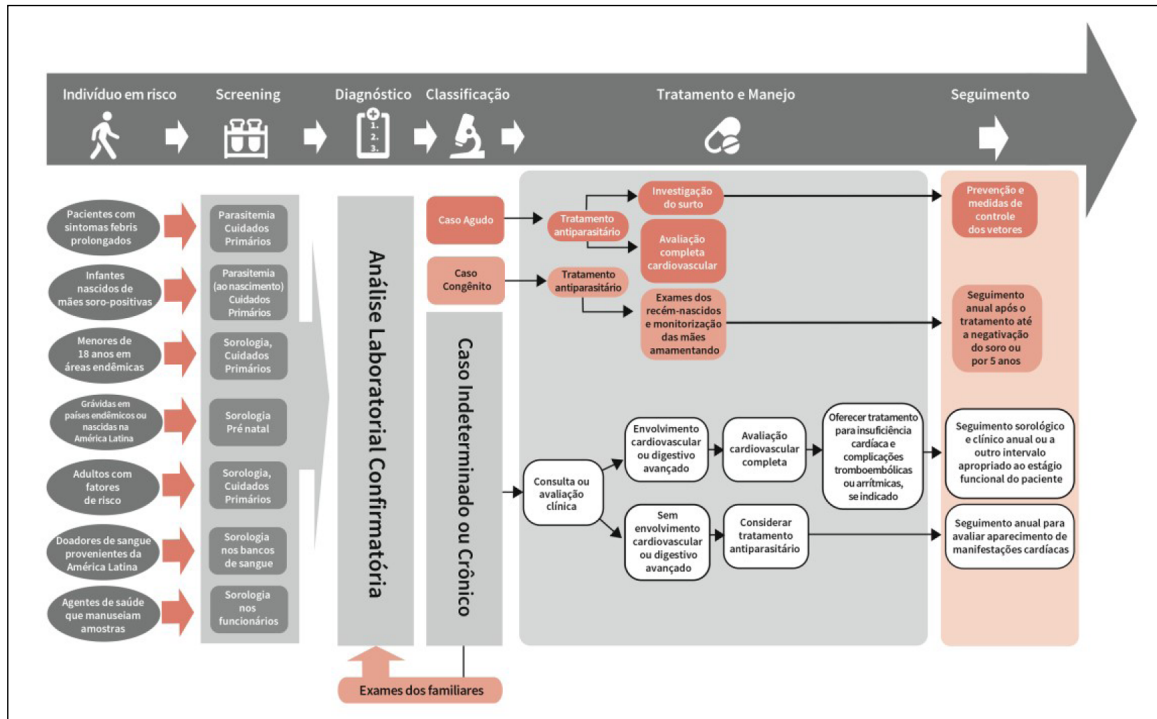 Indivíduo em risco
Screening
Diagnóstico
Classificação
Tratamento e Manejo
Seguimento
1.
2.
3.
Pacientes com
sintomas febris
prolongados
Parasitemia
Cuidados
Primários
Infantes
nascidos de
mães soro-positivas
Parasitemia
(ao nascimento)
Cuidados
Primários
Menores de
18 anos em
áreas endêmicas
Sorologia,
Cuidados
Primários
Grávidas em
países endêmicos ou
nascidas na
América Latina
Sorologia
Pré natal
Adultos com
fatores
de risco
Sorologia,
Cuidados
Primários
Doadores de sangue
provenientes da
América Latina
Sorologia
nos bancos
de sangue
Agentes de saúde
que manuseiam
amostras
Sorologia
nos
funcionários
Análise Laboratorial Confirmatória
Caso Agudo
Tratamento
antiparasitário
Investigação
do surto
Avaliação
completa
cardiovascular
Prevenção e
medidas de
controle
dos vetores
Caso
Congênito
Tratamento
antiparasitário
Exames dos
recém-nascidos
e monitorização
das mães
amamentando
Seguimento
anual após o
tratamento até
a negativação
do soro ou
por 5 anos
Caso Indeterminado ou Crônico
Consulta ou
avaliação
clínica
Envolvimento
cardiovascular
ou digestivo
avançado
Avaliação
cardiovascular
completa
Oferecer tratamento
para insuficiência
cardíaca e
complicações
tromboembólicas
ou arrítmicas,
se indicado
Seguimento sorológico
e clínico anual ou a
outro intervalo
apropriado ao estágio
funcional do paciente
Sem
envolvimento
cardiovascular
ou digestivo
avançado
Considerar
tratamento
antiparasitário
Seguimento anual para
avaliar aparecimento de
manifestações cardíacas
Exames dos familiares